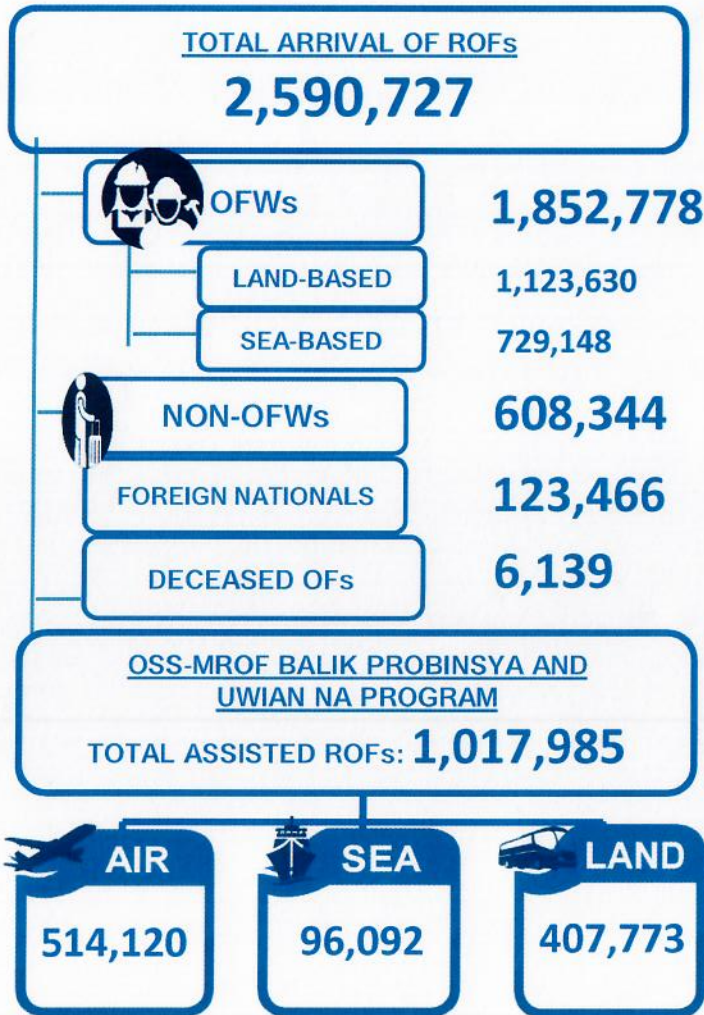 TOTAL ARRIVAL OF ROFs
2,590,727
OFWs 1,852,778
LAND-BASED 1,123,630
SEA-BASED 729,148
NON-OFWs 608,344
FOREIGN NATIONALS 123,466
DECEASED OFs 6,139
OSS-MROF BALIK PROBINSYA AND
UWIAN NA PROGRAM
TOTAL ASSISTED ROFs: 1,017,985
AIR SEA LAND
514,120 96,092 407,773